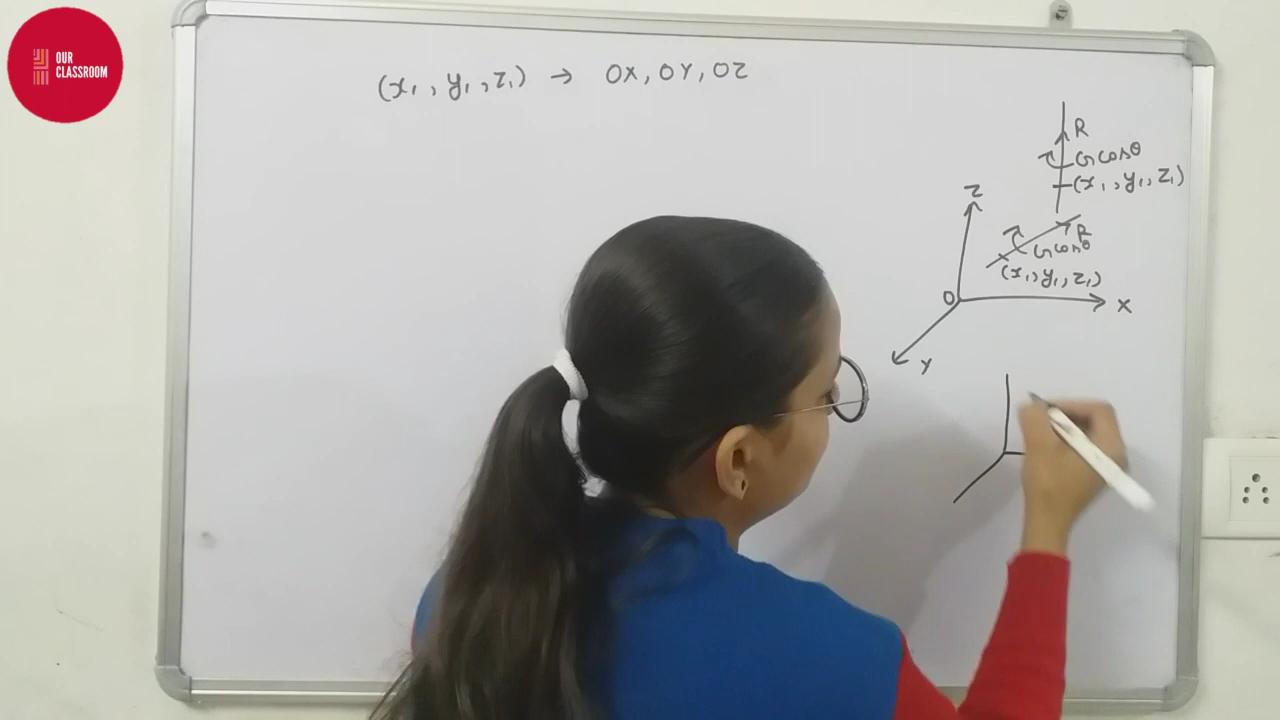 OUR
CLASSROOM
(x₁, y₁, z₁) → OX, OY, OZ
R
G cosθ
(x₁, y₁, z₁)
Z
R
G cosθ
(x₁, y₁, z₁)
O
X
Y